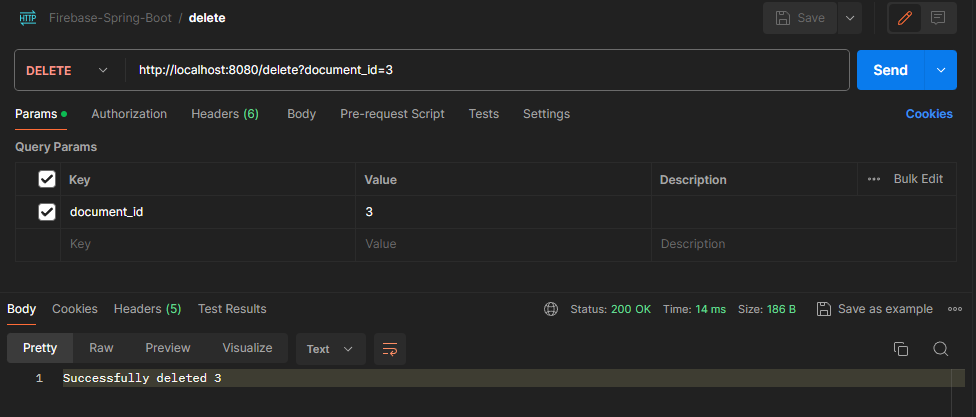 HTTP Firebase-Spring-Boot / delete Save
DELETE http://localhost:8080/delete?document_id=3 Send
Params Authorization Headers (6) Body Pre-request Script Tests Settings Cookies
Query Params
Key Value Description ••• Bulk Edit
document_id 3
Key Value Description
Body Cookies Headers (5) Test Results Status: 200 OK Time: 14 ms Size: 186 B Save as example
Pretty Raw Preview Visualize Text
1 Successfully deleted 3